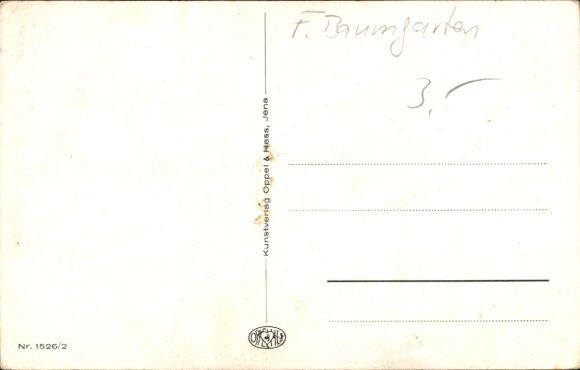 F. Baumgarten
3,-
Kunstverlag Oppel & Hess, Jena
Nr. 1526/2